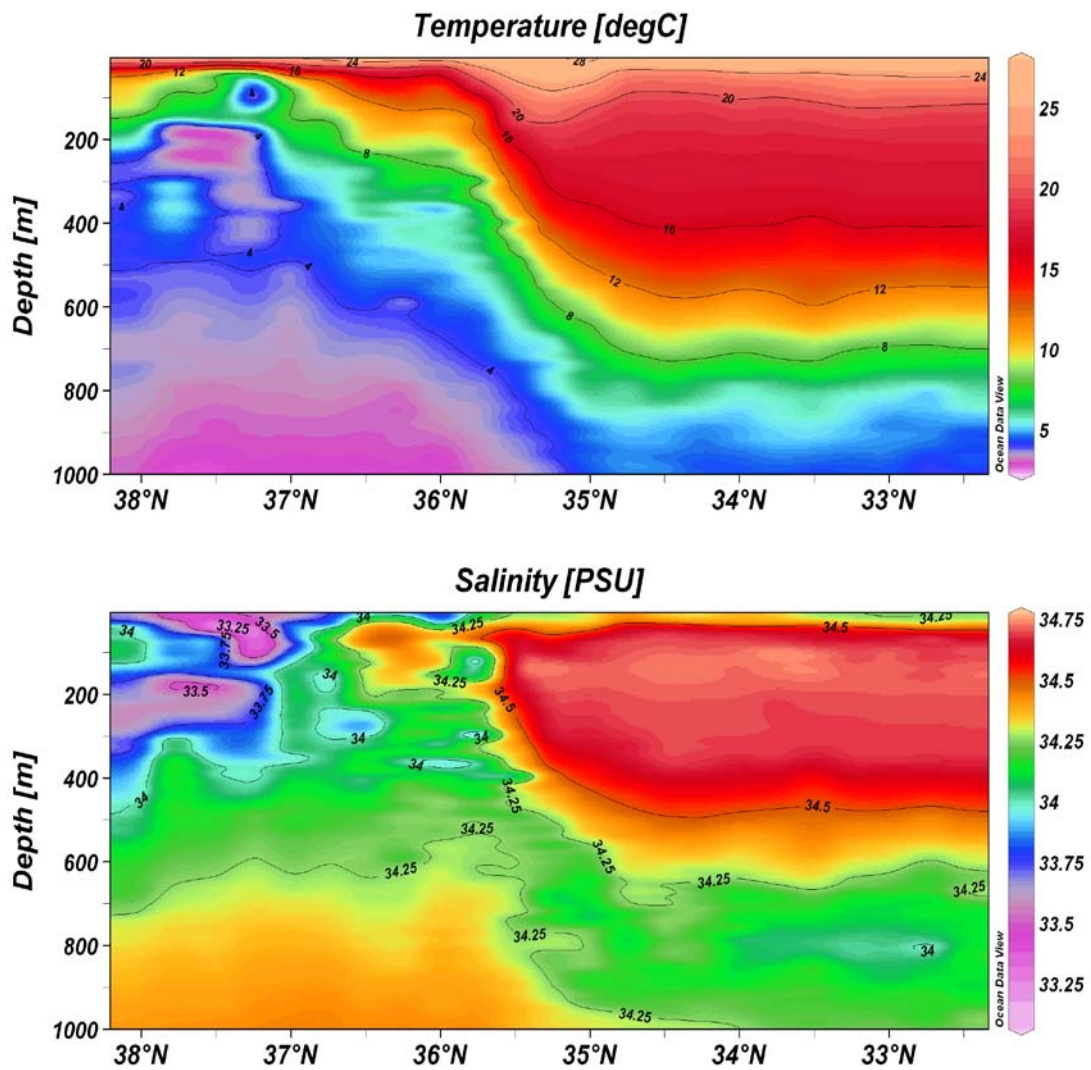 Temperature [degC]
20 12 16 24 28 24
4 20 20
200 4 8 16
4
400 4 16
4 12 12
600 8 8
800 4
1000
Depth [m]
38°N 37°N 36°N 35°N 34°N 33°N
25
20
15
10
5
Ocean Data View
Salinity [PSU]
34 33.25 33.5 34 34.25 34.5 34.25
33.75
200 33.5 33.75 34 34.25 34.5
34 34
400 34 34 34.25 34.5
34.25
600 34.25 34.25 34.25 34.25
800 34.25 34
1000 34.25
Depth [m]
38°N 37°N 36°N 35°N 34°N 33°N
34.75
34.5
34.25
34
33.75
33.5
33.25
Ocean Data View